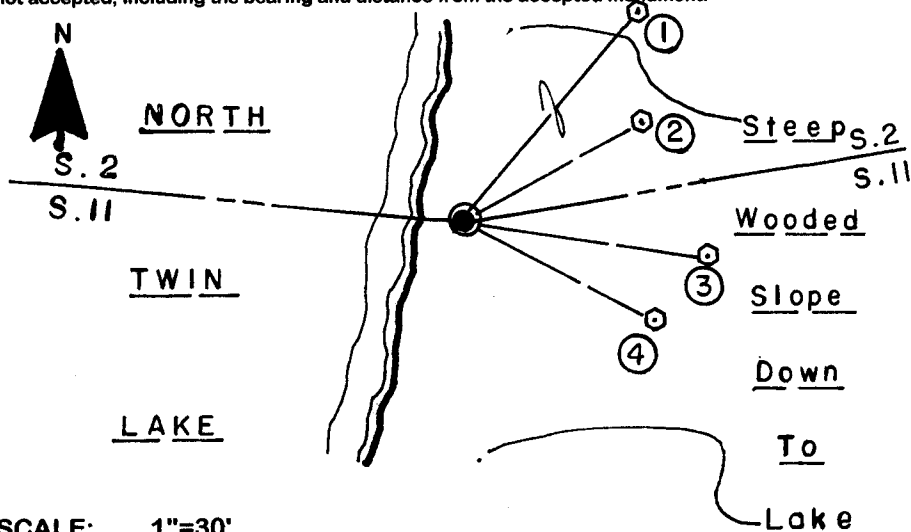 not accepted, including the bearing and distance from the accepted monument.
N
1
NORTH
2
Steep
S.2
S.2
S.11
S.11
Wooded
TWIN
3
Slope
4
Down
LAKE
To
SCALE: 1"=30'
Lake